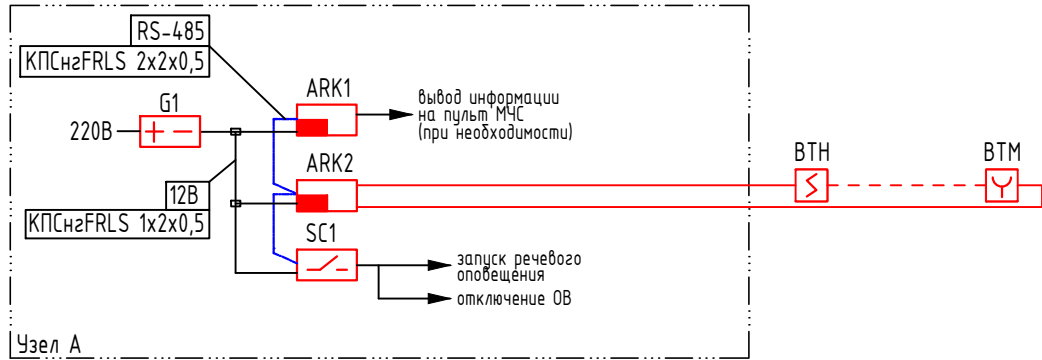 RS-485
КПСнгFRLS 2х2х0,5
G1
220В
ARK1
вывод информации
на пульт МЧС
(при необходимости)
ARK2
BTH
BTM
12В
КПСнгFRLS 1х2х0,5
SC1
запуск речевого
оповещения
отключение ОВ
Узел А